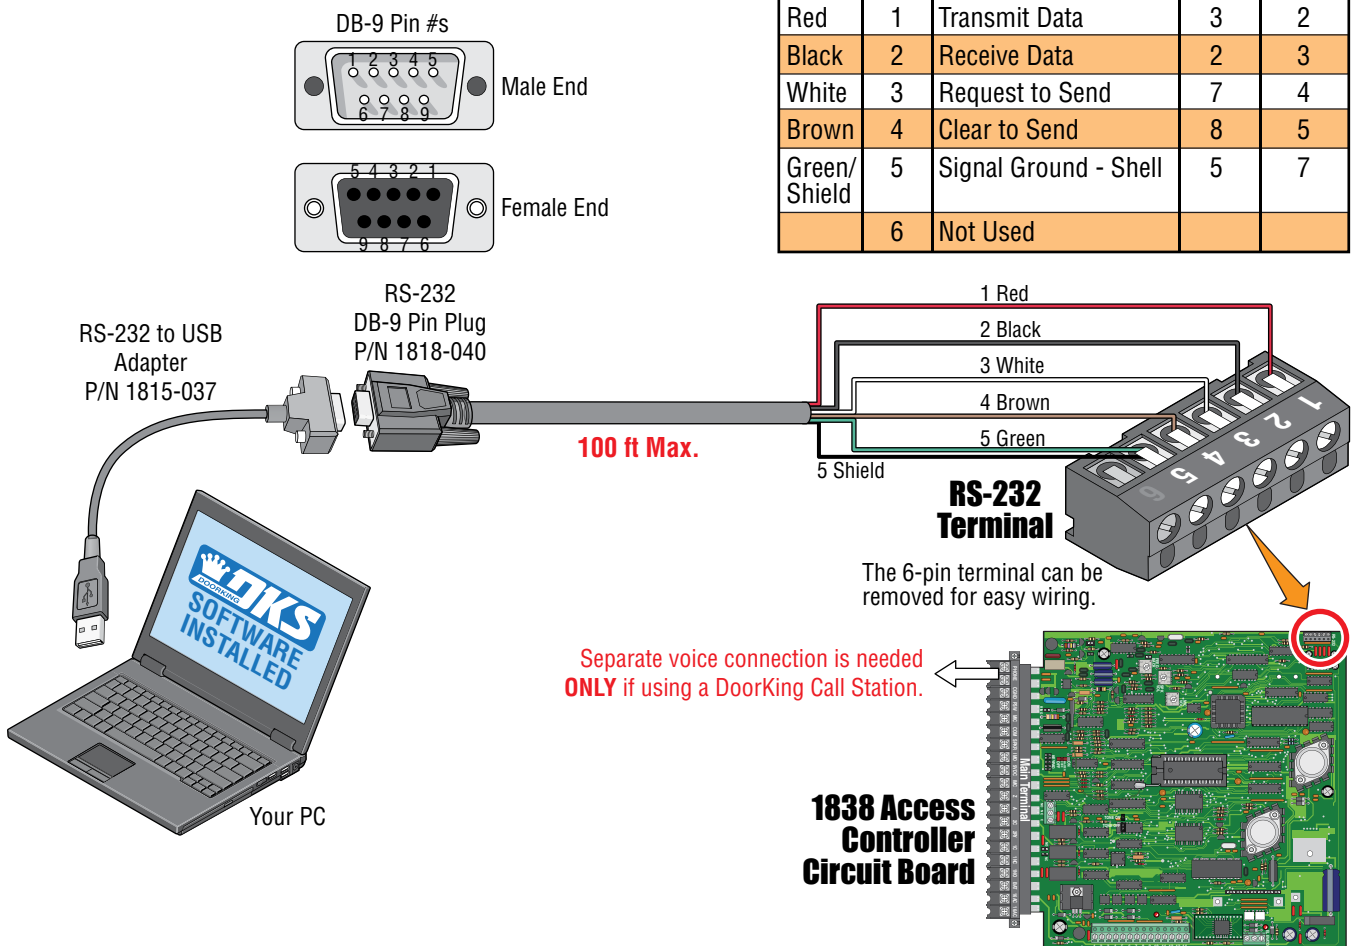 DB-9 Pin #s
1 2 3 4 5
6 7 8 9
Male End
5 4 3 2 1
9 8 7 6
Female End
Red 1 Transmit Data 3 2
Black 2 Receive Data 2 3
White 3 Request to Send 7 4
Brown 4 Clear to Send 8 5
Green/ 5 Signal Ground - Shell 5 7
Shield
6 Not Used
RS-232 to USB
Adapter
P/N 1815-037
RS-232
DB-9 Pin Plug
P/N 1818-040
100 ft Max.
1 Red
2 Black
3 White
4 Brown
5 Green
5 Shield
1 2 3 4 5 6
RS-232
Terminal
The 6-pin terminal can be
removed for easy wiring.
DOORKING
DKS
SOFTWARE
INSTALLED
Your PC
Separate voice connection is needed
ONLY if using a DoorKing Call Station.
Main Terminal
1838 Access
Controller
Circuit Board